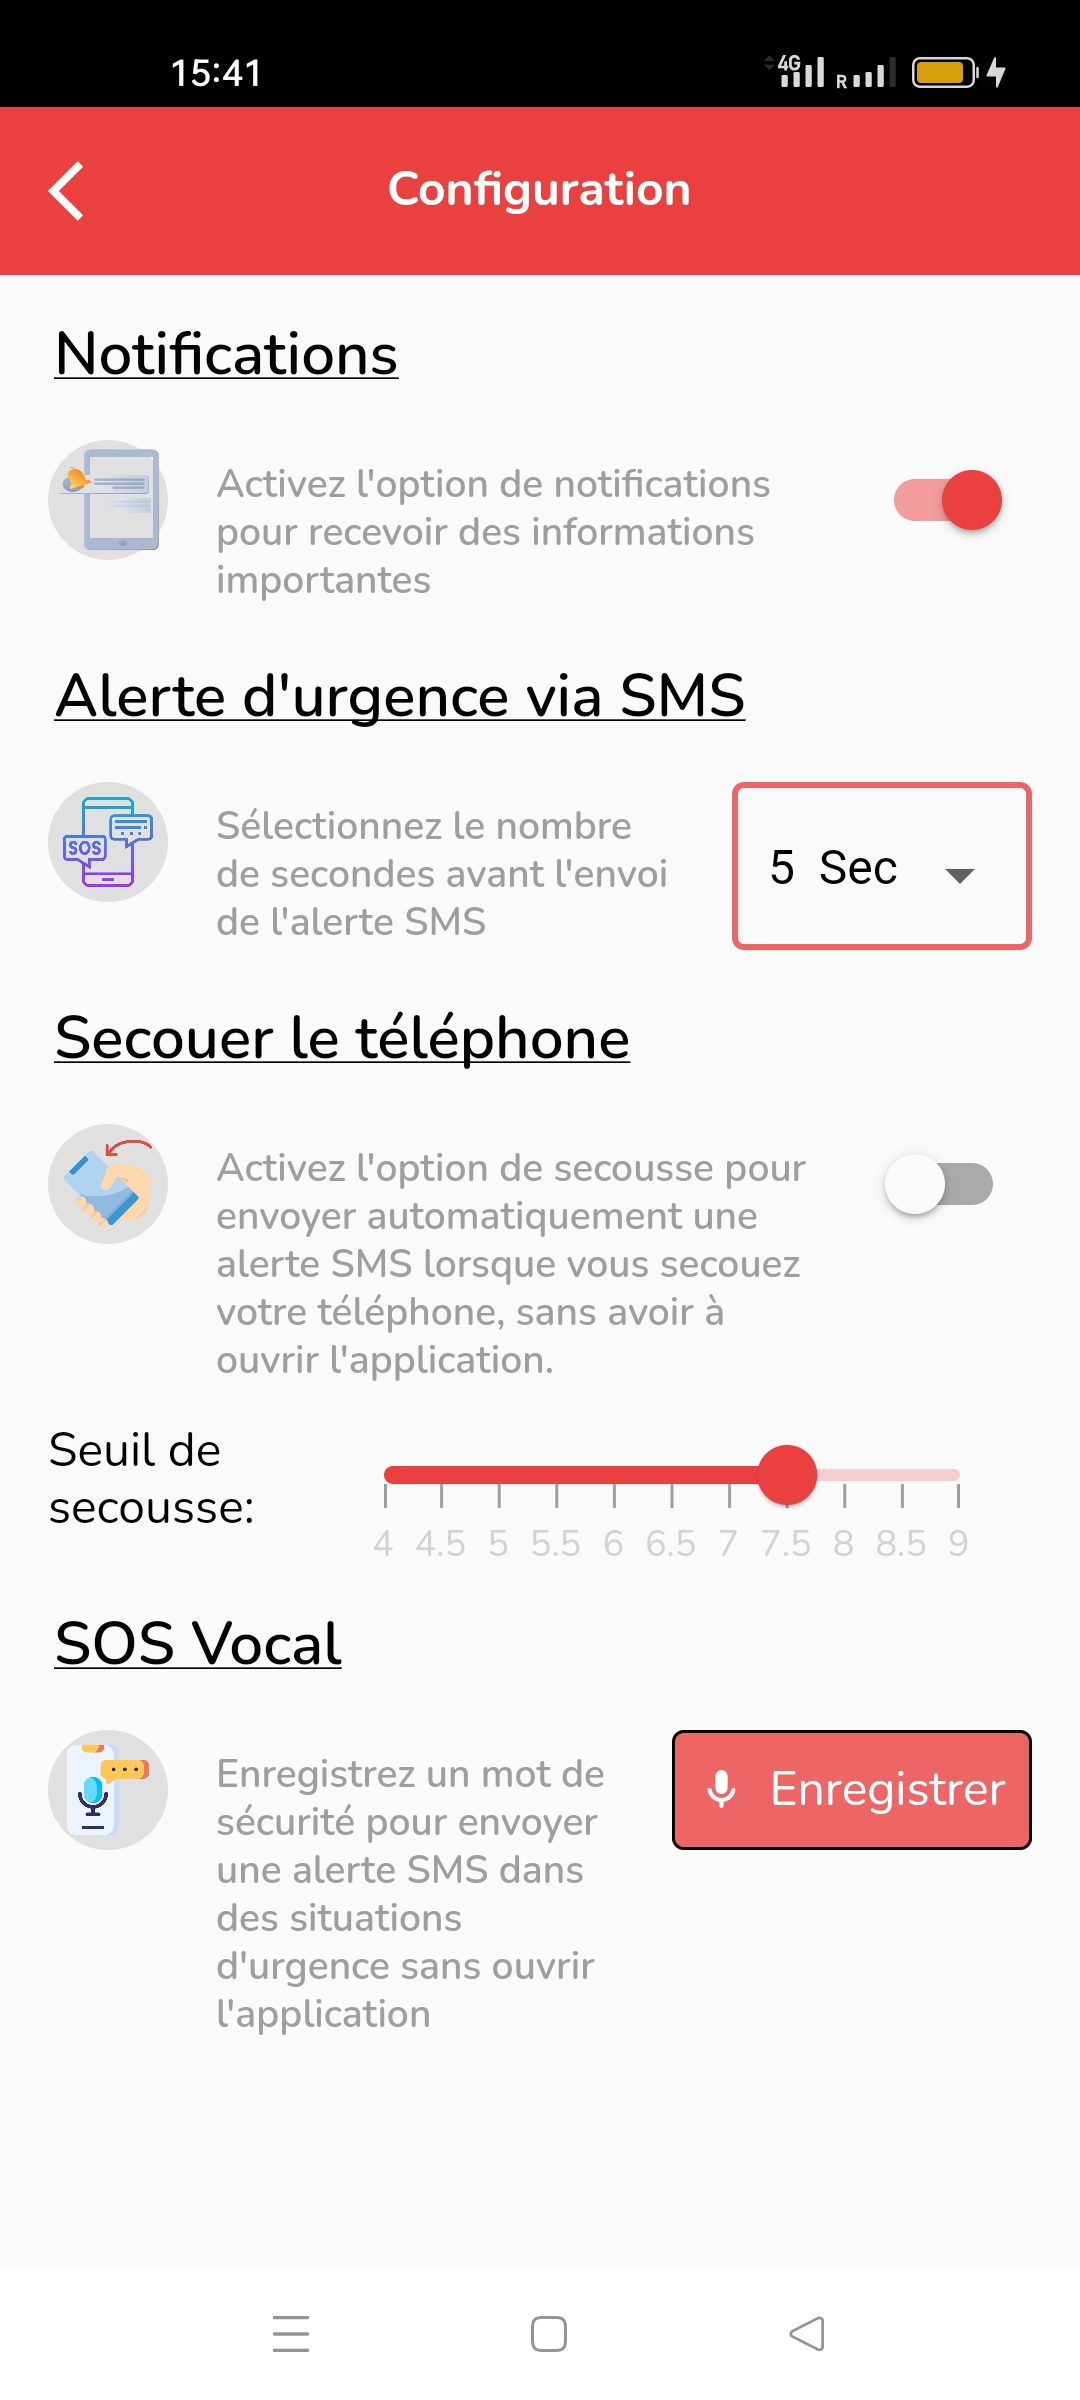 15:41
4G
R
Configuration
Notifications
Activez l'option de notifications
pour recevoir des informations
importantes
Alerte d'urgence via SMS
SOS
Sélectionnez le nombre
de secondes avant l'envoi
de l'alerte SMS
5 Sec
Secouer le téléphone
Activez l'option de secousse pour
envoyer automatiquement une
alerte SMS lorsque vous secouez
votre téléphone, sans avoir à
ouvrir l'application.
Seuil de
secousse:
4 4.5 5 5.5 6 6.5 7 7.5 8 8.5 9
SOS Vocal
Enregistrez un mot de
sécurité pour envoyer
une alerte SMS dans
des situations
d'urgence sans ouvrir
l'application
Enregistrer